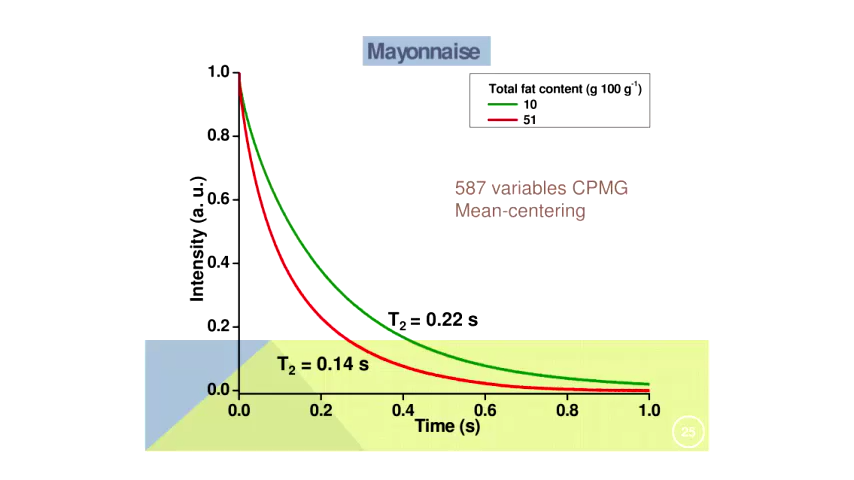 Mayonnaise
Total fat content (g 100 g⁻¹)
10
51
587 variables CPMG
Mean-centering
Intensity (a. u.)
1.0
0.8
0.6
0.4
0.2
0.0
T₂ = 0.22 s
T₂ = 0.14 s
0.0 0.2 0.4 0.6 0.8 1.0
Time (s)
25